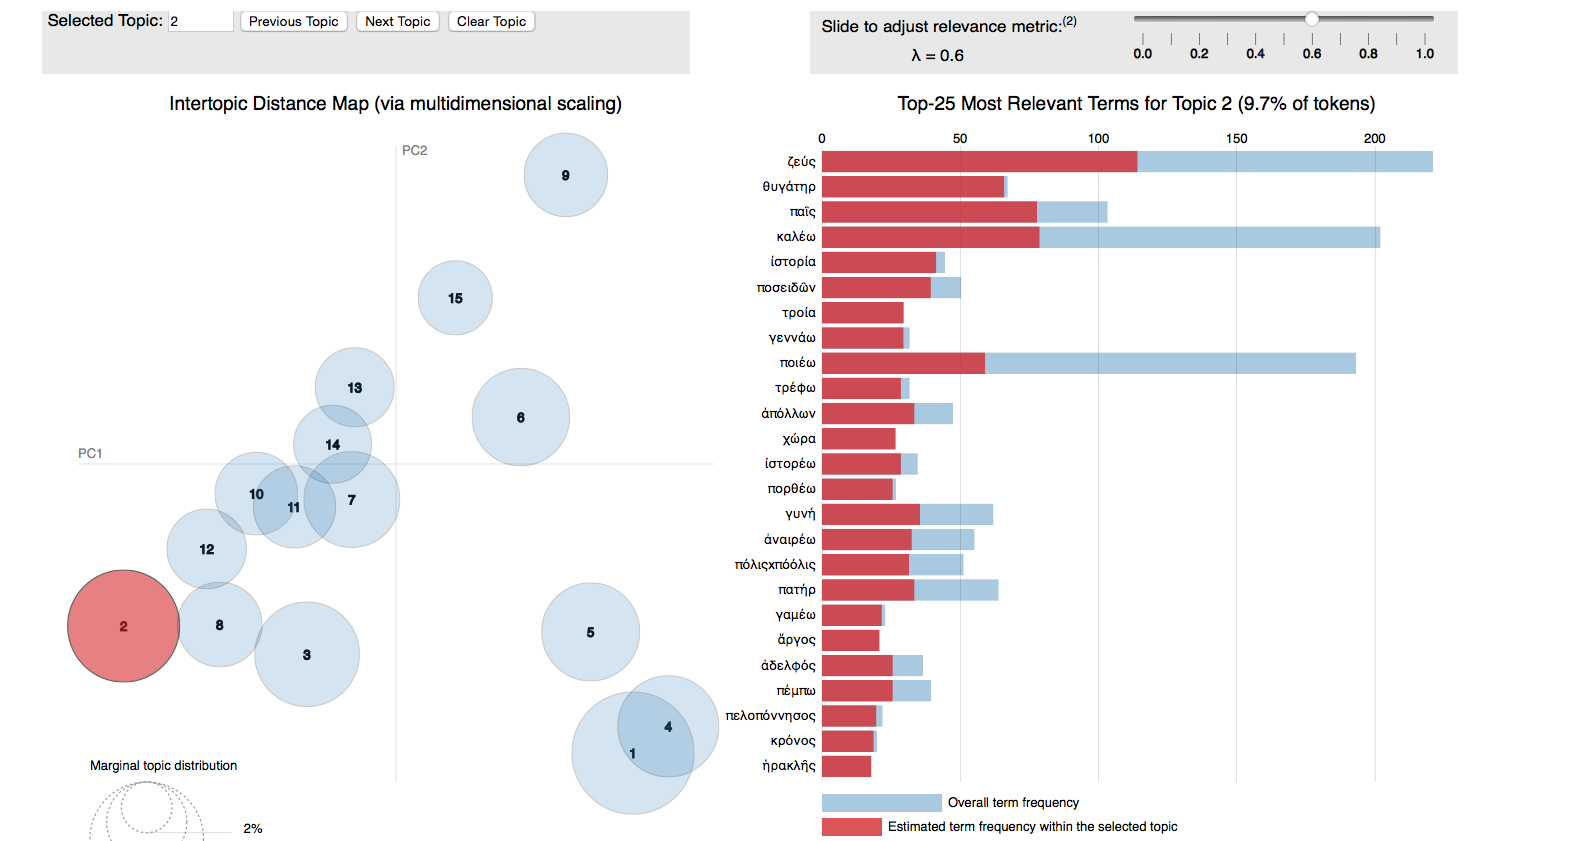 Selected Topic: 2 Previous Topic Next Topic Clear Topic
Slide to adjust relevance metric:(2)
λ = 0.6
0.0 0.2 0.4 0.6 0.8 1.0
Intertopic Distance Map (via multidimensional scaling)
PC2
PC1
9
15
13
6
14
10
11
7
12
2
8
3
5
4
1
Marginal topic distribution
2%
Top-25 Most Relevant Terms for Topic 2 (9.7% of tokens)
0 50 100 150 200
ζεύς
θυγάτηρ
παῖς
καλέω
ἱστορία
ποσειδῶν
τροία
γεννάω
ποιέω
τρέφω
ἀπόλλων
χώρα
ἱστορέω
πορθέω
γυνή
ἀναιρέω
πόλιςχπόόλις
πατήρ
γαμέω
ἄργος
ἀδελφός
πέμπω
πελοπόννησος
κρόνος
ἡρακλῆς
Overall term frequency
Estimated term frequency within the selected topic